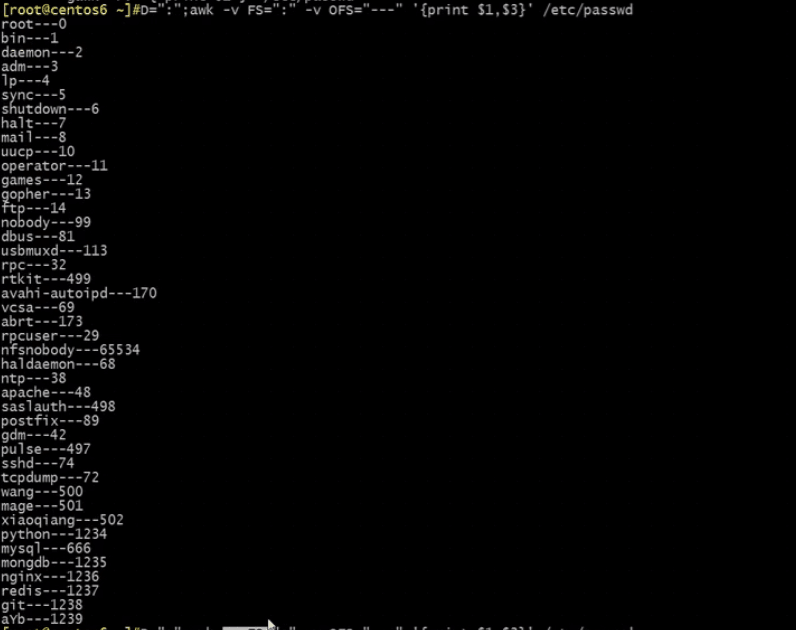 [root@centos6 ~]#D=":";awk -v FS=":" -v OFS="---" '{print $1,$3}' /etc/passwd
root---0
bin---1
daemon---2
adm---3
lp---4
sync---5
shutdown---6
halt---7
mail---8
uucp---10
operator---11
games---12
gopher---13
ftp---14
nobody---99
dbus---81
usbmuxd---113
rpc---32
rtkit---499
avahi-autoipd---170
vcsa---69
abrt---173
rpcuser---29
nfsnobody---65534
haldaemon---68
ntp---38
apache---48
saslauth---498
postfix---89
gdm---42
pulse---497
sshd---74
tcpdump---72
wang---500
mage---501
xiaoqiang---502
python---1234
mysql---666
mongdb---1235
nginx---1236
redis---1237
git---1238
aYb---1239